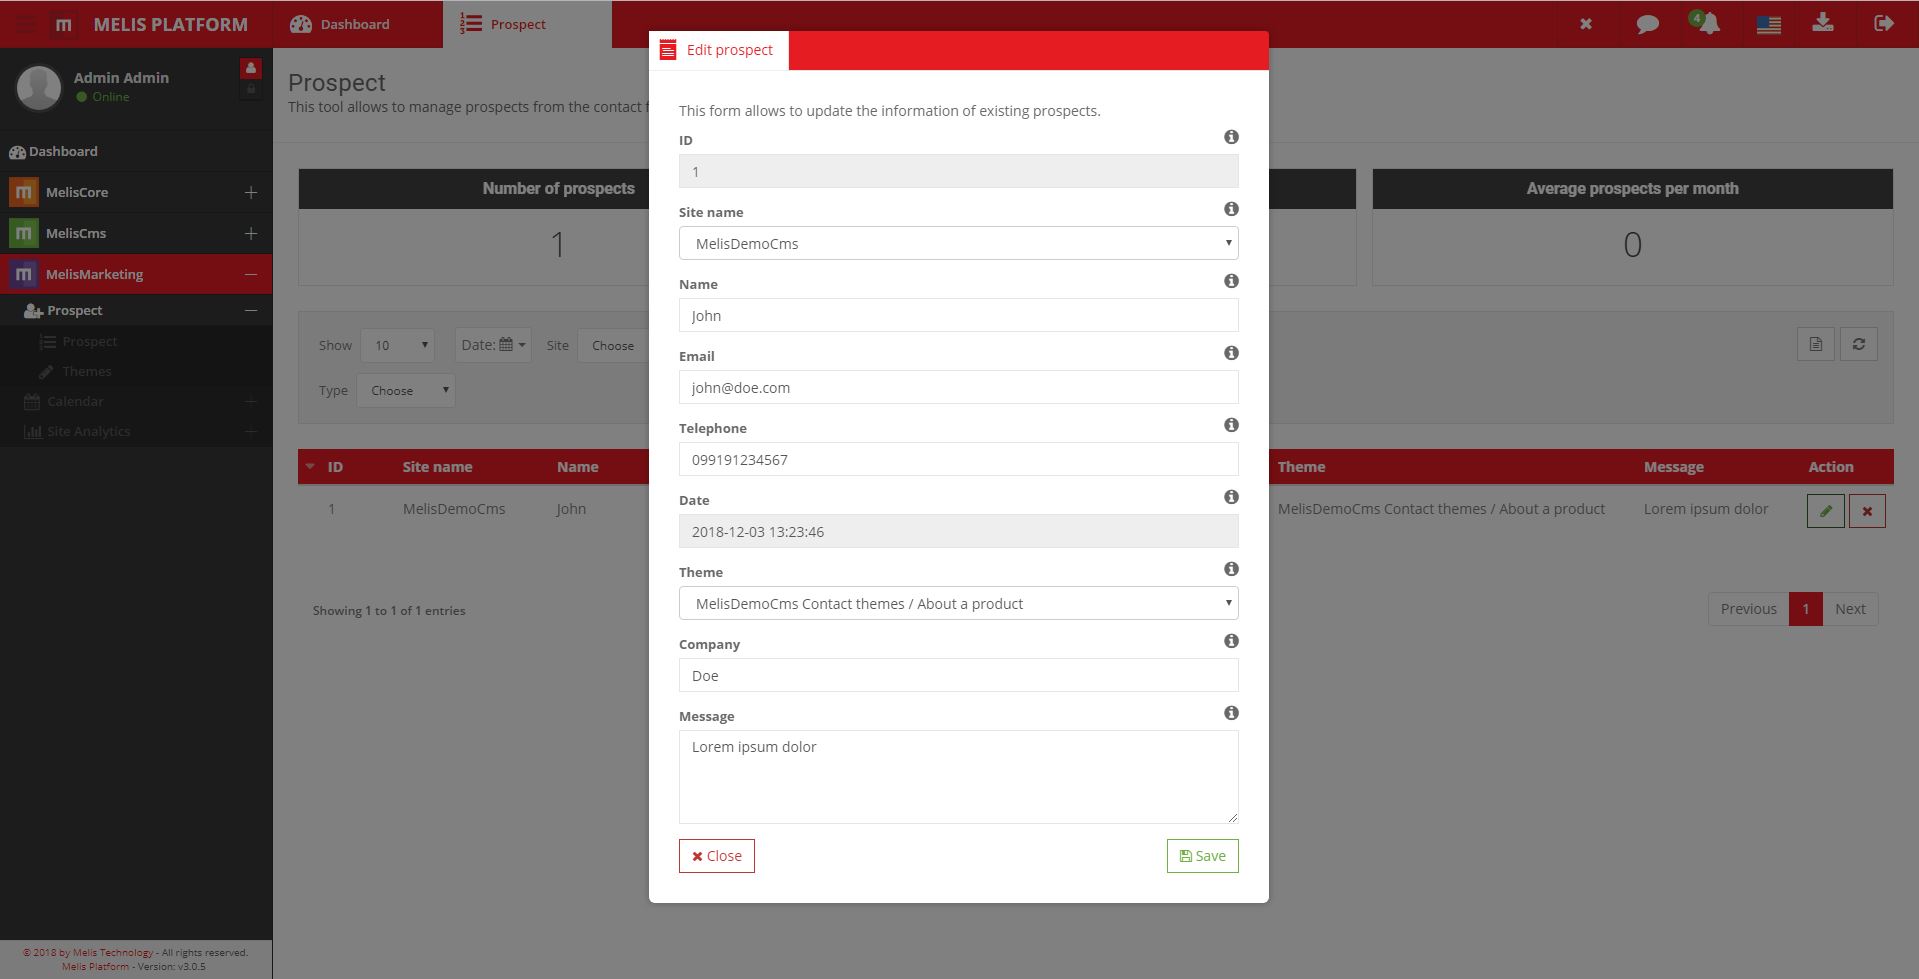 MELIS PLATFORM
Dashboard
Prospect
4
Admin Admin
Online
Dashboard
MelisCore
MelisCms
MelisMarketing
Prospect
Prospect
Themes
Calendar
Site Analytics
© 2018 by Melis Technology - All rights reserved.
Melis Platform - Version: v3.0.5
Prospect
This tool allows to manage prospects from the contact f
Number of prospects
1
Average prospects per month
0
Show 10 Date: Site Choose
Type Choose
ID Site name Name Theme Message Action
1 MelisDemoCms John MelisDemoCms Contact themes / About a product Lorem ipsum dolor
Showing 1 to 1 of 1 entries
Previous 1 Next
Edit prospect
This form allows to update the information of existing prospects.
ID
1
Site name
MelisDemoCms
Name
John
Email
john@doe.com
Telephone
099191234567
Date
2018-12-03 13:23:46
Theme
MelisDemoCms Contact themes / About a product
Company
Doe
Message
Lorem ipsum dolor
Close
Save